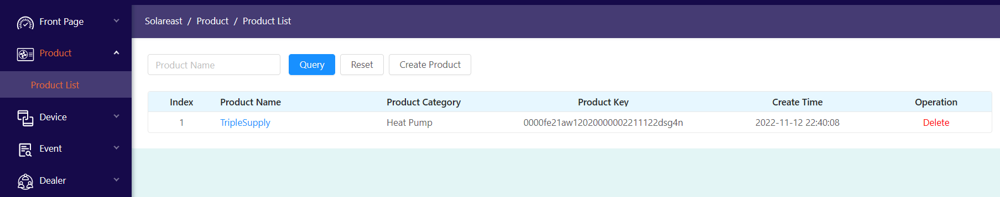 Front Page
Product
Product List
Device
Event
Dealer
Solareast / Product / Product List
Product Name Query Reset Create Product
Index Product Name Product Category Product Key Create Time Operation
1 TripleSupply Heat Pump 0000fe21aw12020000002211122dsg4n 2022-11-12 22:40:08 Delete